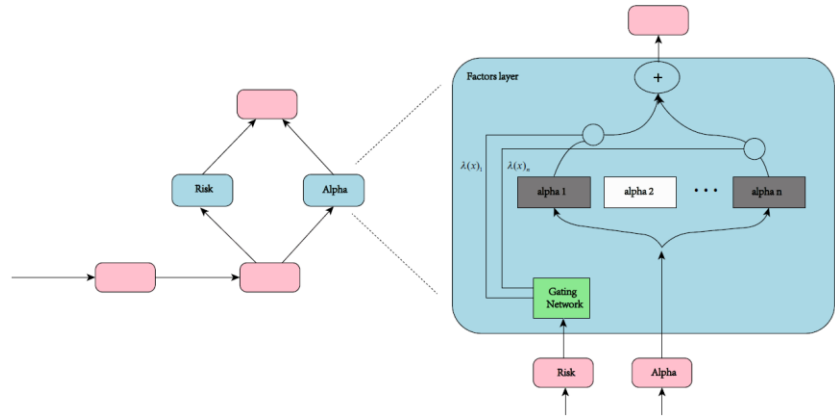 Factors layer
+
Risk
Alpha
λ(x)₁
λ(x)ₙ
alpha 1
alpha 2
• • •
alpha n
Gating
Network
Risk
Alpha